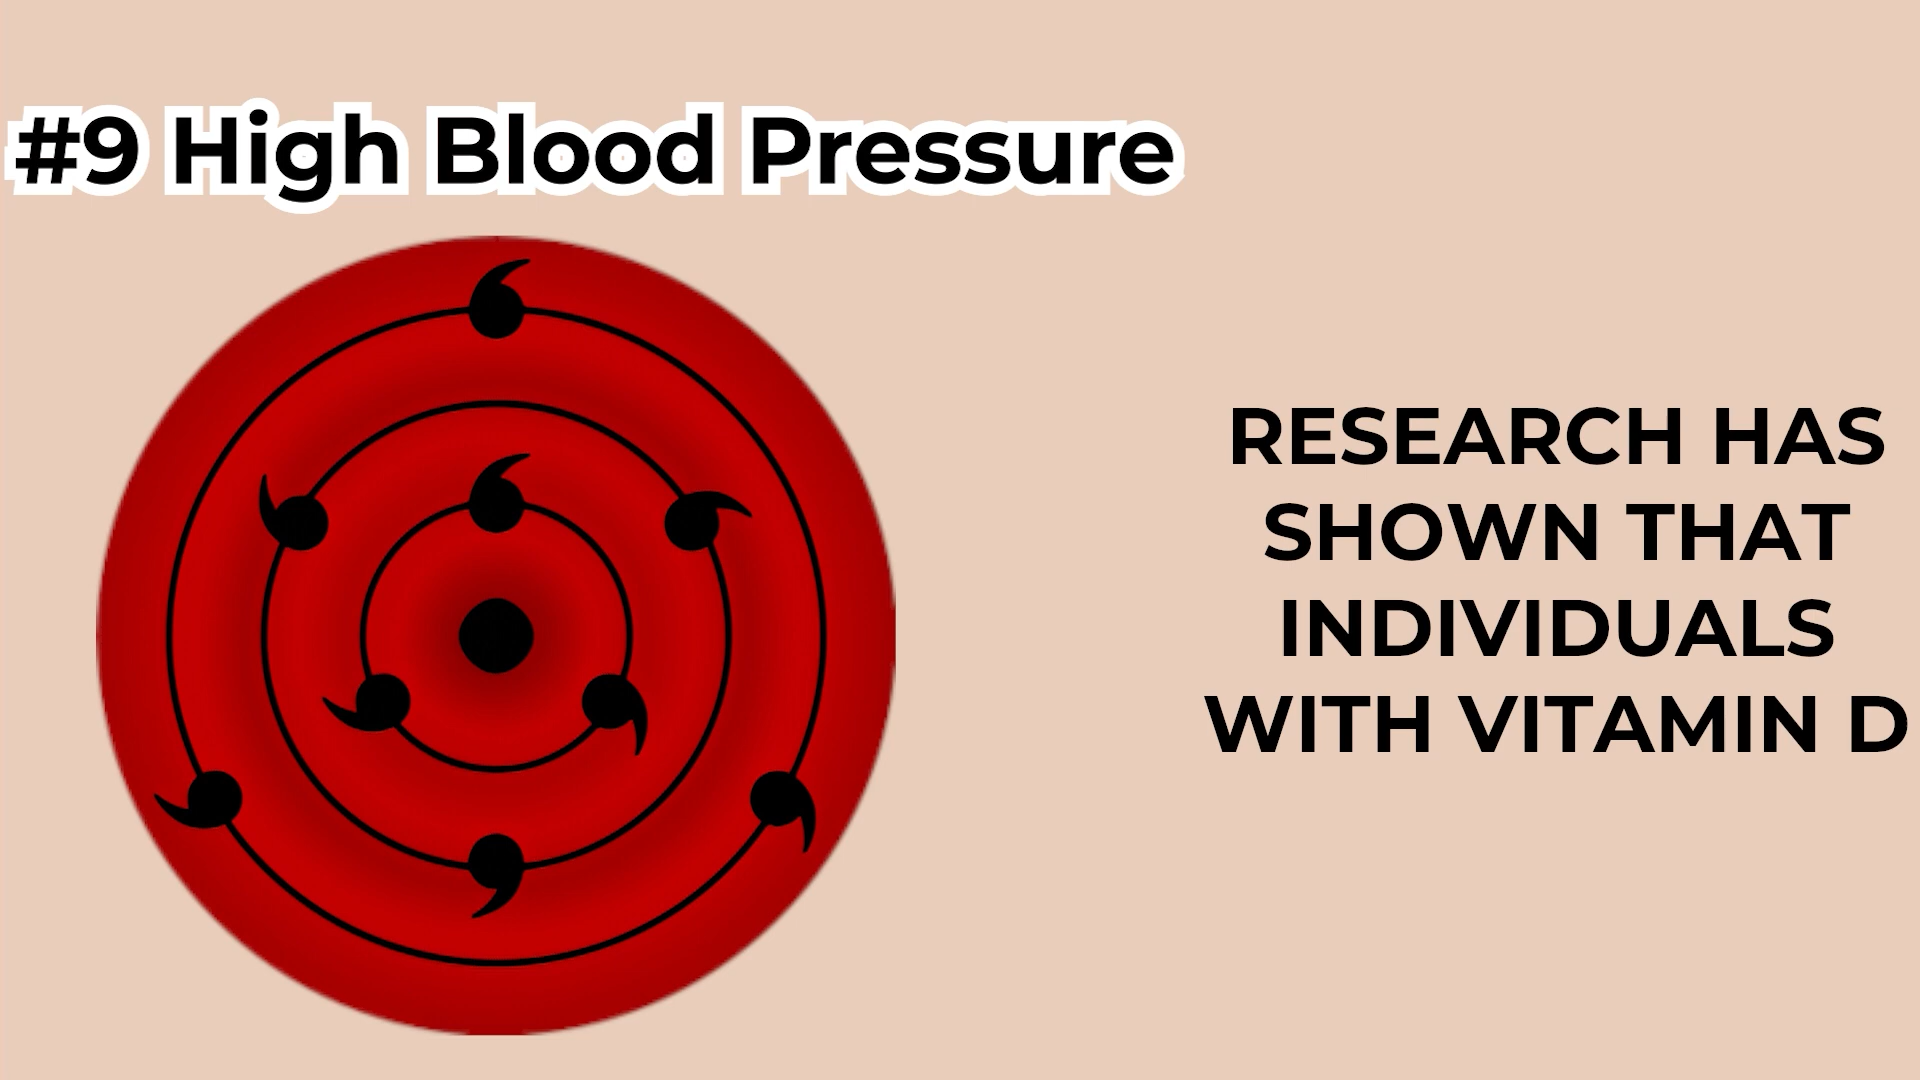 #9 High Blood Pressure
RESEARCH HAS
SHOWN THAT
INDIVIDUALS
WITH VITAMIN D